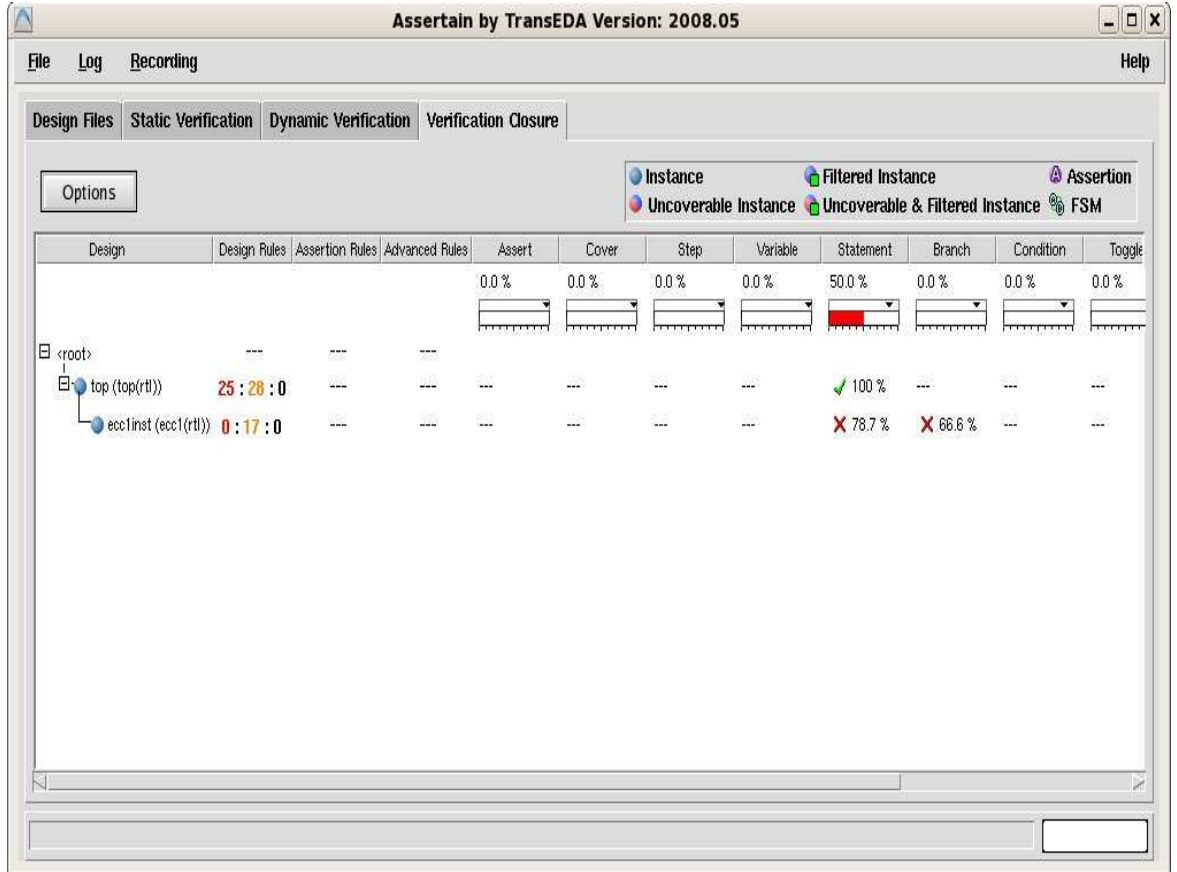 Assertain by TransEDA Version: 2008.05
File Log Recording Help
Design Files Static Verification Dynamic Verification Verification Closure
Options
Instance Filtered Instance Assertion
Uncoverable Instance Uncoverable & Filtered Instance FSM
Design Design Rules Assertion Rules Advanced Rules Assert Cover Step Variable Statement Branch Condition Toggle
0.0 % 0.0 % 0.0 % 0.0 % 50.0 % 0.0 % 0.0 % 0.0 %
<root> --- --- ---
top (top(rtl)) 25 : 28 : 0 --- --- --- --- --- --- 100 % --- --- ---
ecc1inst (ecc1(rtl)) 0 : 17 : 0 --- --- --- --- --- --- 78.7 % 66.6 % --- ---